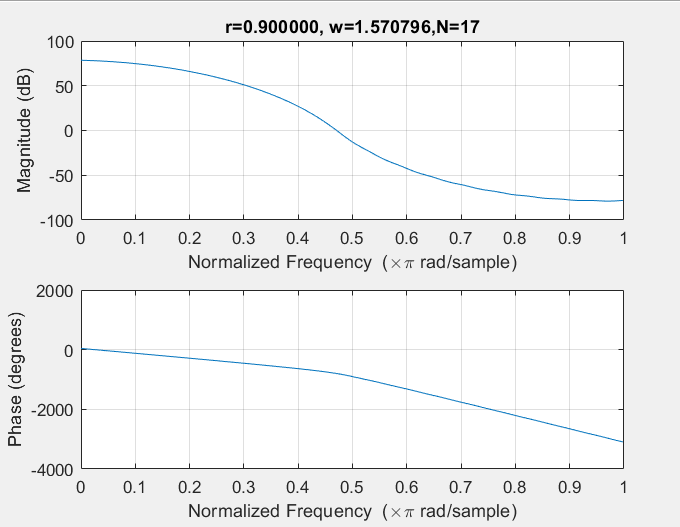 r=0.900000, w=1.570796,N=17
100
50
0
-50
-100
Magnitude (dB)
0 0.1 0.2 0.3 0.4 0.5 0.6 0.7 0.8 0.9 1
Normalized Frequency (×π rad/sample)
2000
0
-2000
-4000
Phase (degrees)
0 0.1 0.2 0.3 0.4 0.5 0.6 0.7 0.8 0.9 1
Normalized Frequency (×π rad/sample)